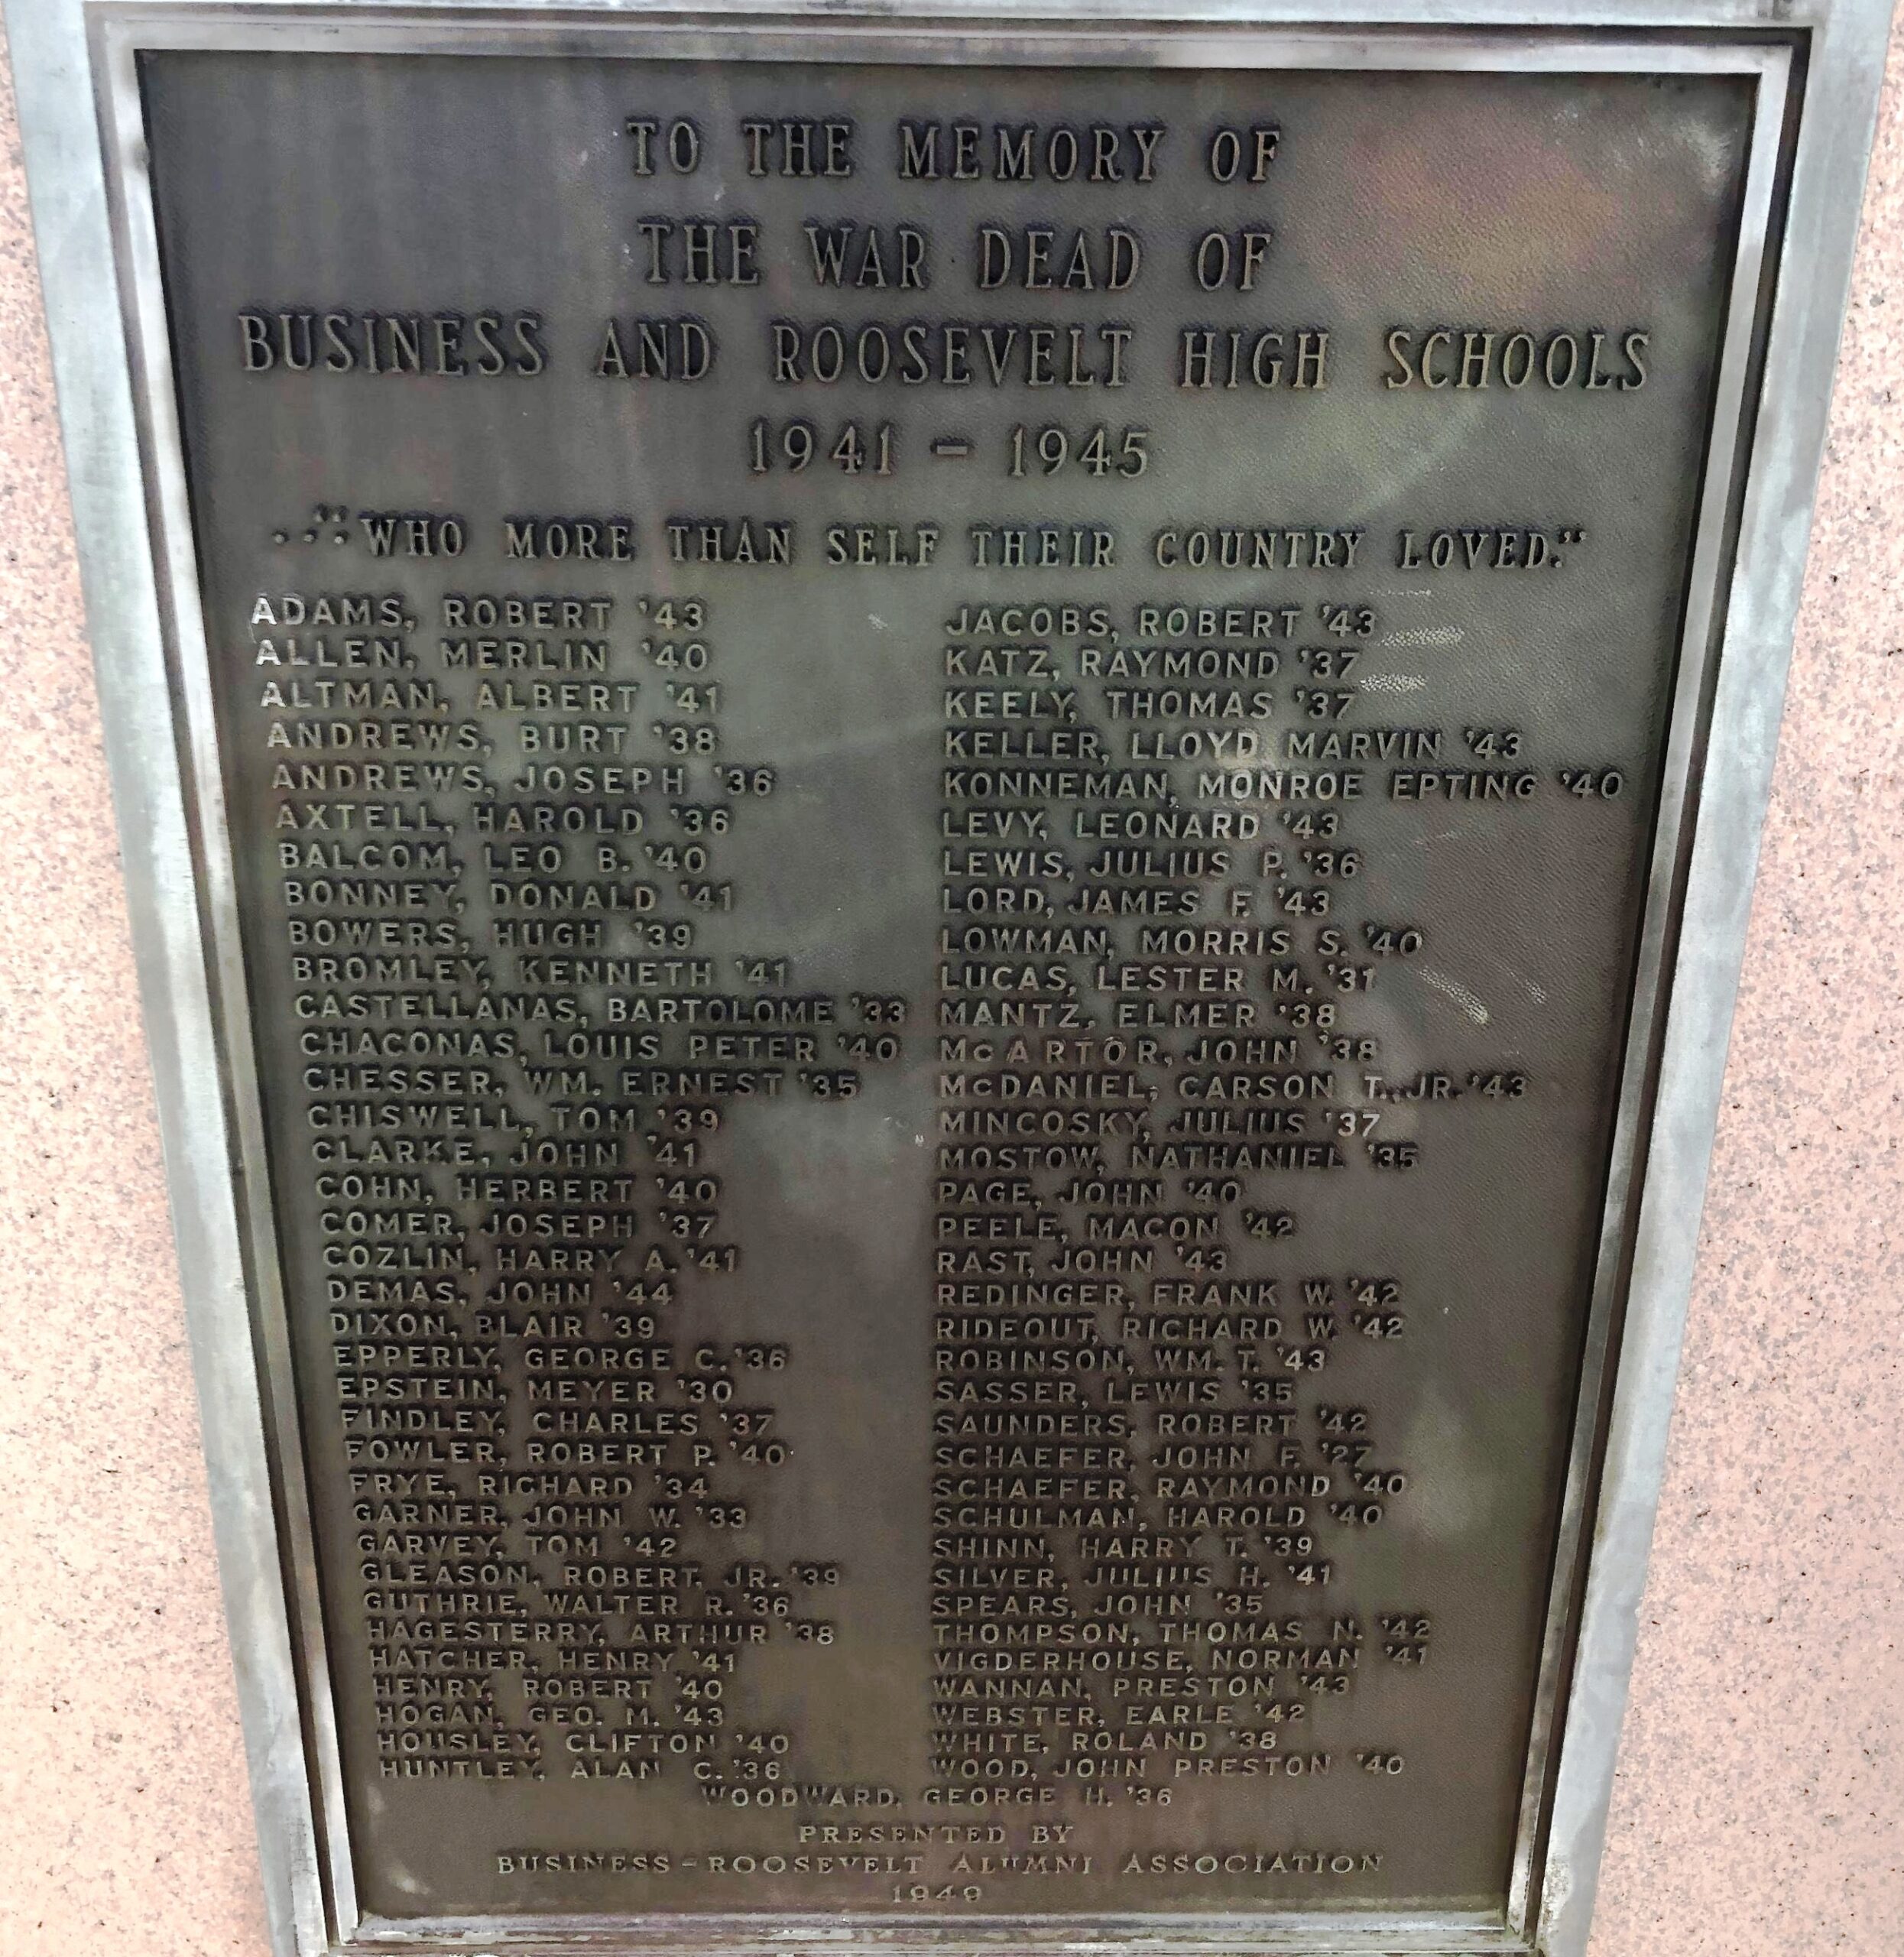 TO THE MEMORY OF
THE WAR DEAD OF
BUSINESS AND ROOSEVELT HIGH SCHOOLS
1941 - 1945
..."WHO MORE THAN SELF THEIR COUNTRY LOVED."
ADAMS, ROBERT '43
ALLEN, MERLIN '40
ALTMAN, ALBERT '41
ANDREWS, BURT '38
ANDREWS, JOSEPH '36
AXTELL, HAROLD '36
BALCOM, LEO B. '40
BONNEY, DONALD '41
BOWERS, HUGH '39
BROMLEY, KENNETH '41
CASTELLANAS, BARTOLOME '33
CHACONAS, LOUIS PETER '40
CHESSER, WM. ERNEST '35
CHISWELL, TOM '39
CLARKE, JOHN '41
COHN, HERBERT '40
COMER, JOSEPH '37
COZLIN, HARRY A. '41
DEMAS, JOHN '44
DIXON, BLAIR '39
EPPERLY, GEORGE C. '36
EPSTEIN, MEYER '30
FINDLEY, CHARLES '37
FOWLER, ROBERT P. '40
FRYE, RICHARD '34
GARNER, JOHN W. '33
GARVEY, TOM '42
GLEASON, ROBERT, JR. '39
GUTHRIE, WALTER R. '36
HAGESTERRY, ARTHUR '38
HATCHER, HENRY '41
HENRY, ROBERT '40
HOGAN, GEO. M. '43
HOUSLEY, CLIFTON '40
HUNTLEY, ALAN C. '36
JACOBS, ROBERT '43
KATZ, RAYMOND '37
KEELY, THOMAS '37
KELLER, LLOYD MARVIN '43
KONNEMAN, MONROE EPTING '40
LEVY, LEONARD '43
LEWIS, JULIUS P. '36
LORD, JAMES F. '43
LOWMAN, MORRIS S. '40
LUCAS, LESTER M. '31
MANTZ, ELMER '38
McARTOR, JOHN '38
McDANIEL, CARSON T., JR. '43
MINCOSKY, JULIUS '37
MOSTOW, NATHANIEL '35
PAGE, JOHN '40
PEELE, MACON '42
RAST, JOHN '43
REDINGER, FRANK W. '42
RIDEOUT, RICHARD W. '42
ROBINSON, WM. T. '43
SASSER, LEWIS '35
SAUNDERS, ROBERT '42
SCHAEFER, JOHN F. '27
SCHAEFER, RAYMOND '40
SCHULMAN, HAROLD '40
SHINN, HARRY T. '39
SILVER, JULIUS H. '41
SPEARS, JOHN '35
THOMPSON, THOMAS N. '42
VIGDERHOUSE, NORMAN '41
WANNAN, PRESTON '43
WEBSTER, EARLE '42
WHITE, ROLAND '38
WOOD, JOHN PRESTON '40
WOODWARD, GEORGE H. '36
PRESENTED BY
BUSINESS-ROOSEVELT ALUMNI ASSOCIATION
1949